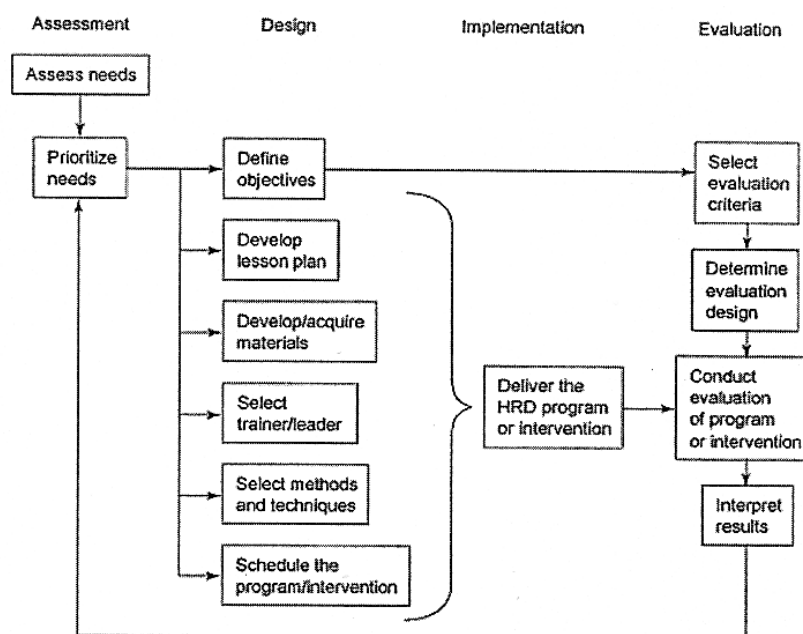 Assessment
Design
Implementation
Evaluation
Assess needs
Prioritize
needs
Define
objectives
Develop
lesson plan
Develop/acquire
materials
Select
trainer/leader
Select methods
and techniques
Schedule the
program/intervention
Deliver the
HRD program
or intervention
Select
evaluation
criteria
Determine
evaluation
design
Conduct
evaluation
of program
or intervention
Interpret
results